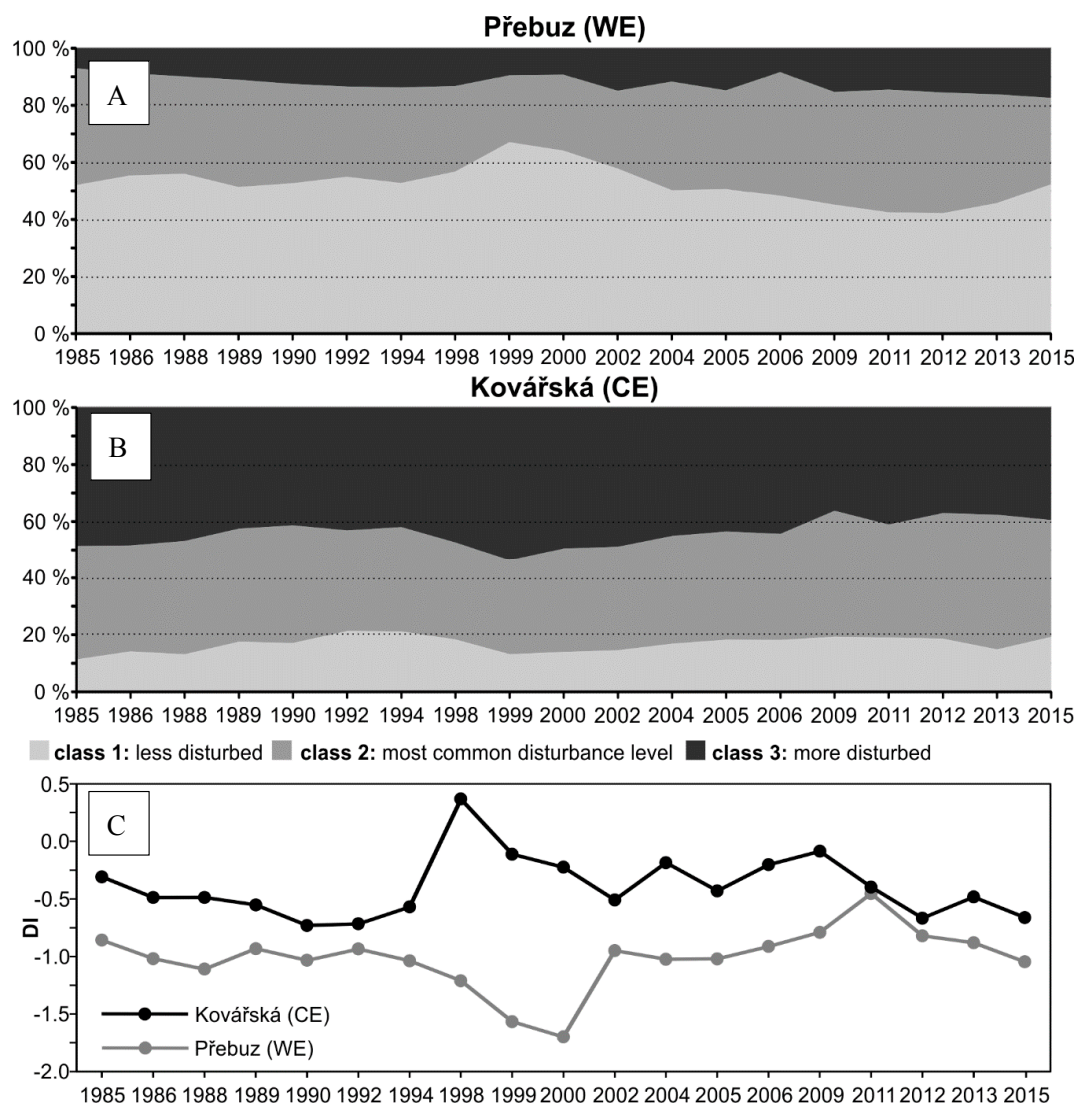 Přebuz (WE)
100 %
A
80 %
60 %
40 %
20 %
0 %
1985 1986 1988 1989 1990 1992 1994 1998 1999 2000 2002 2004 2005 2006 2009 2011 2012 2013 2015
Kovářská (CE)
100 %
B
80 %
60 %
40 %
20 %
0 %
1985 1986 1988 1989 1990 1992 1994 1998 1999 2000 2002 2004 2005 2006 2009 2011 2012 2013 2015
class 1: less disturbed class 2: most common disturbance level class 3: more disturbed
0.5
C
0.0
-0.5
DI
-1.0
-1.5
Kovářská (CE)
Přebuz (WE)
-2.0
1985 1986 1988 1989 1990 1992 1994 1998 1999 2000 2002 2004 2005 2006 2009 2011 2012 2013 2015